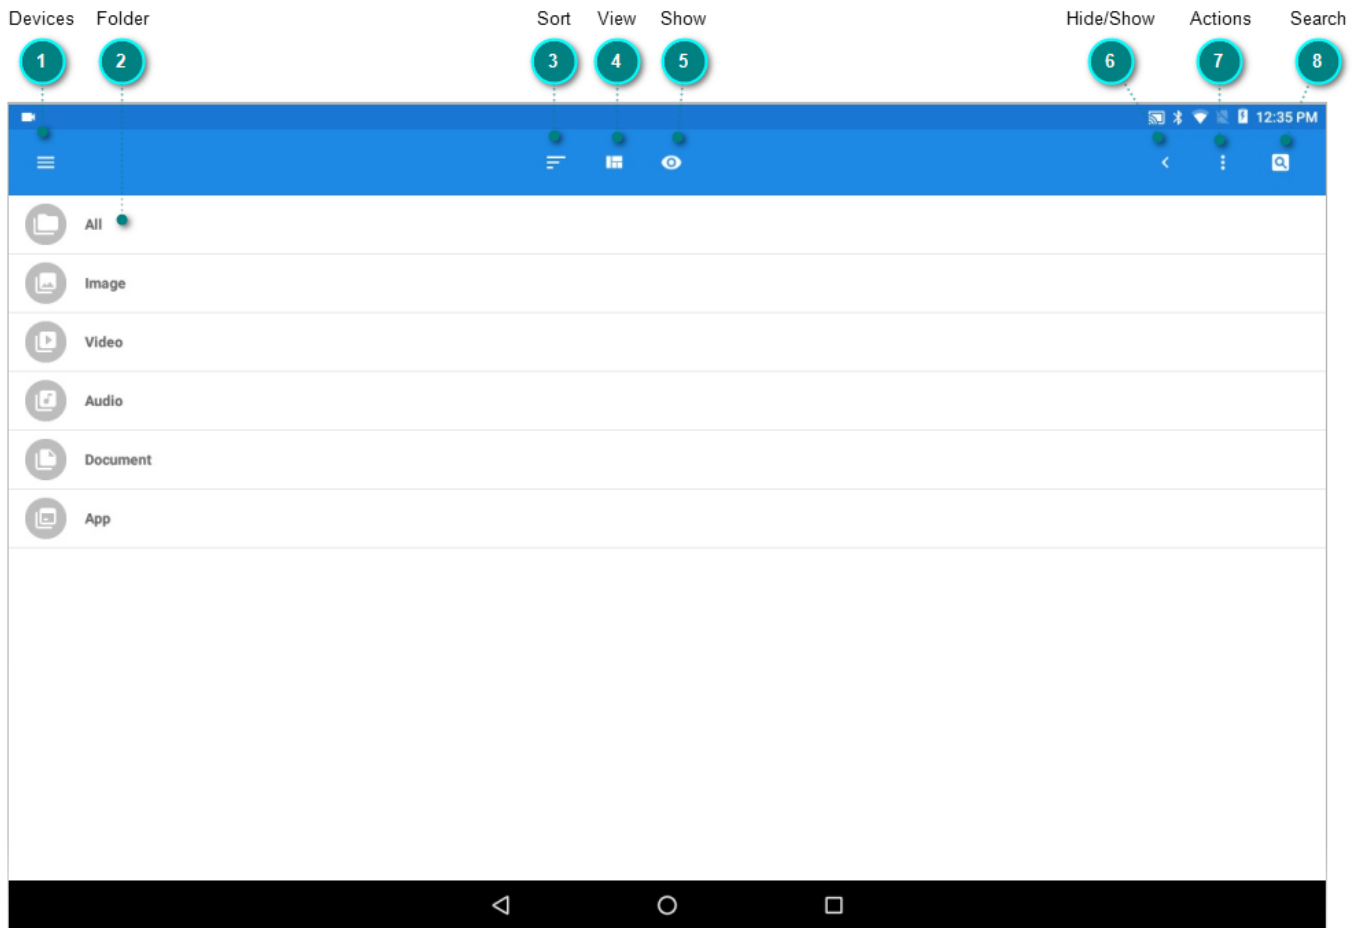 Devices Folder Sort View Show Hide/Show Actions Search
1 2 3 4 5 6 7 8
12:35 PM
All
Image
Video
Audio
Document
App